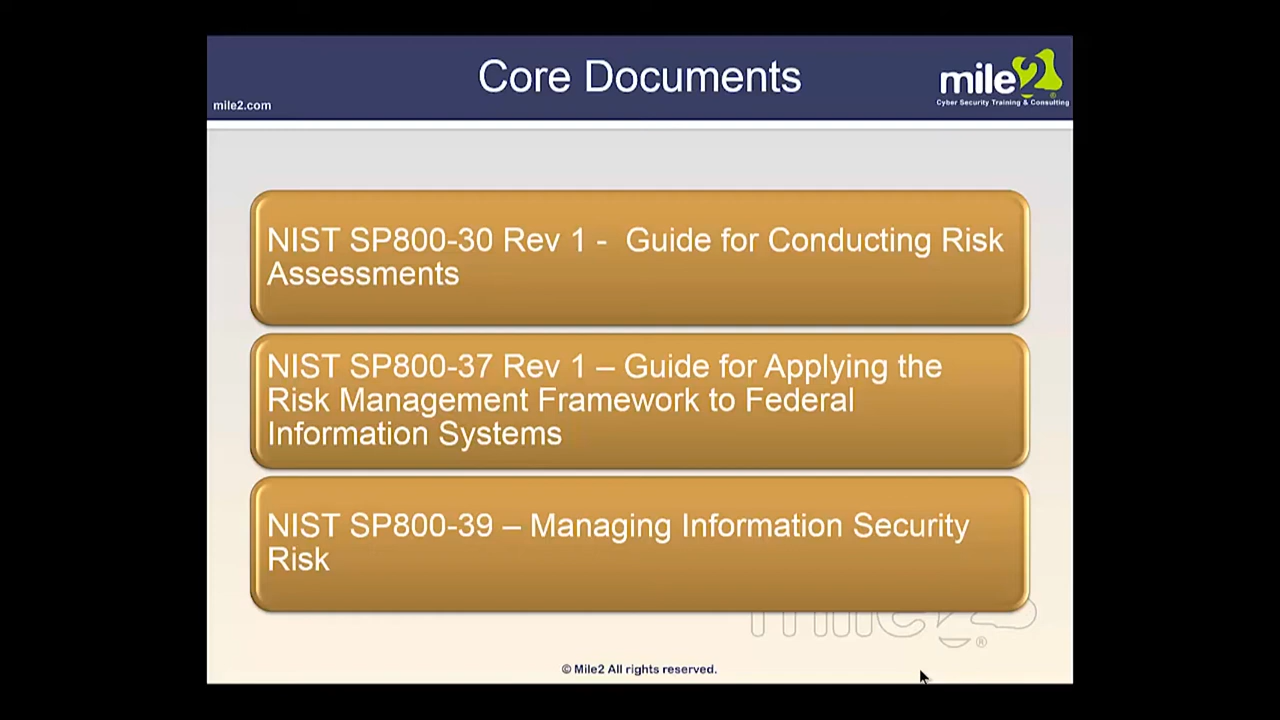 Core Documents
mile2
Cyber Security Training & Consulting
mile2.com
NIST SP800-30 Rev 1 -  Guide for Conducting Risk
Assessments
NIST SP800-37 Rev 1 – Guide for Applying the
Risk Management Framework to Federal
Information Systems
NIST SP800-39 – Managing Information Security
Risk
mile2®
© Mile2 All rights reserved.